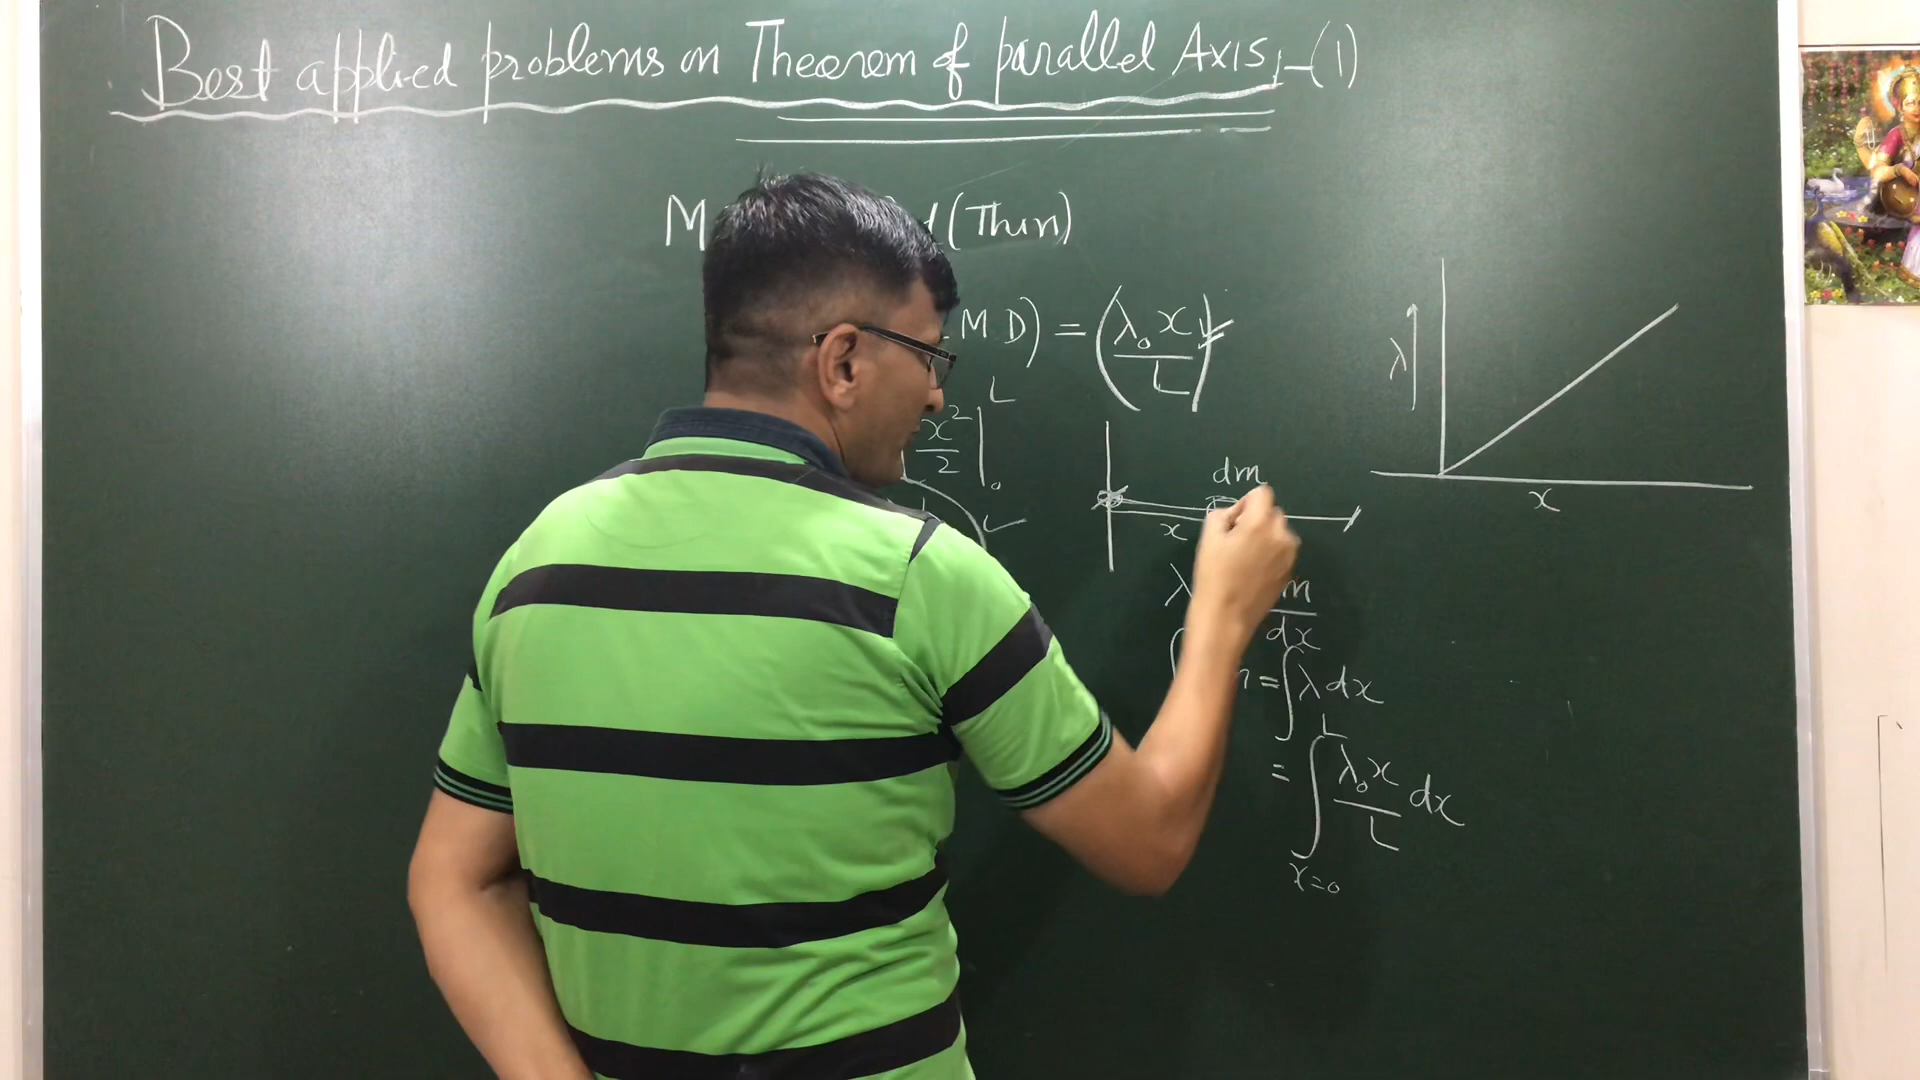 Best applied problems on Theorem of parallel Axis,-(1)
M (Thin)
M.D) = (λ₀x/L)
x²/2 |₀ L
λ
x
dm
x
λ m/dx
= ∫λdx
= ∫ λ₀x/L dx
L
x=0